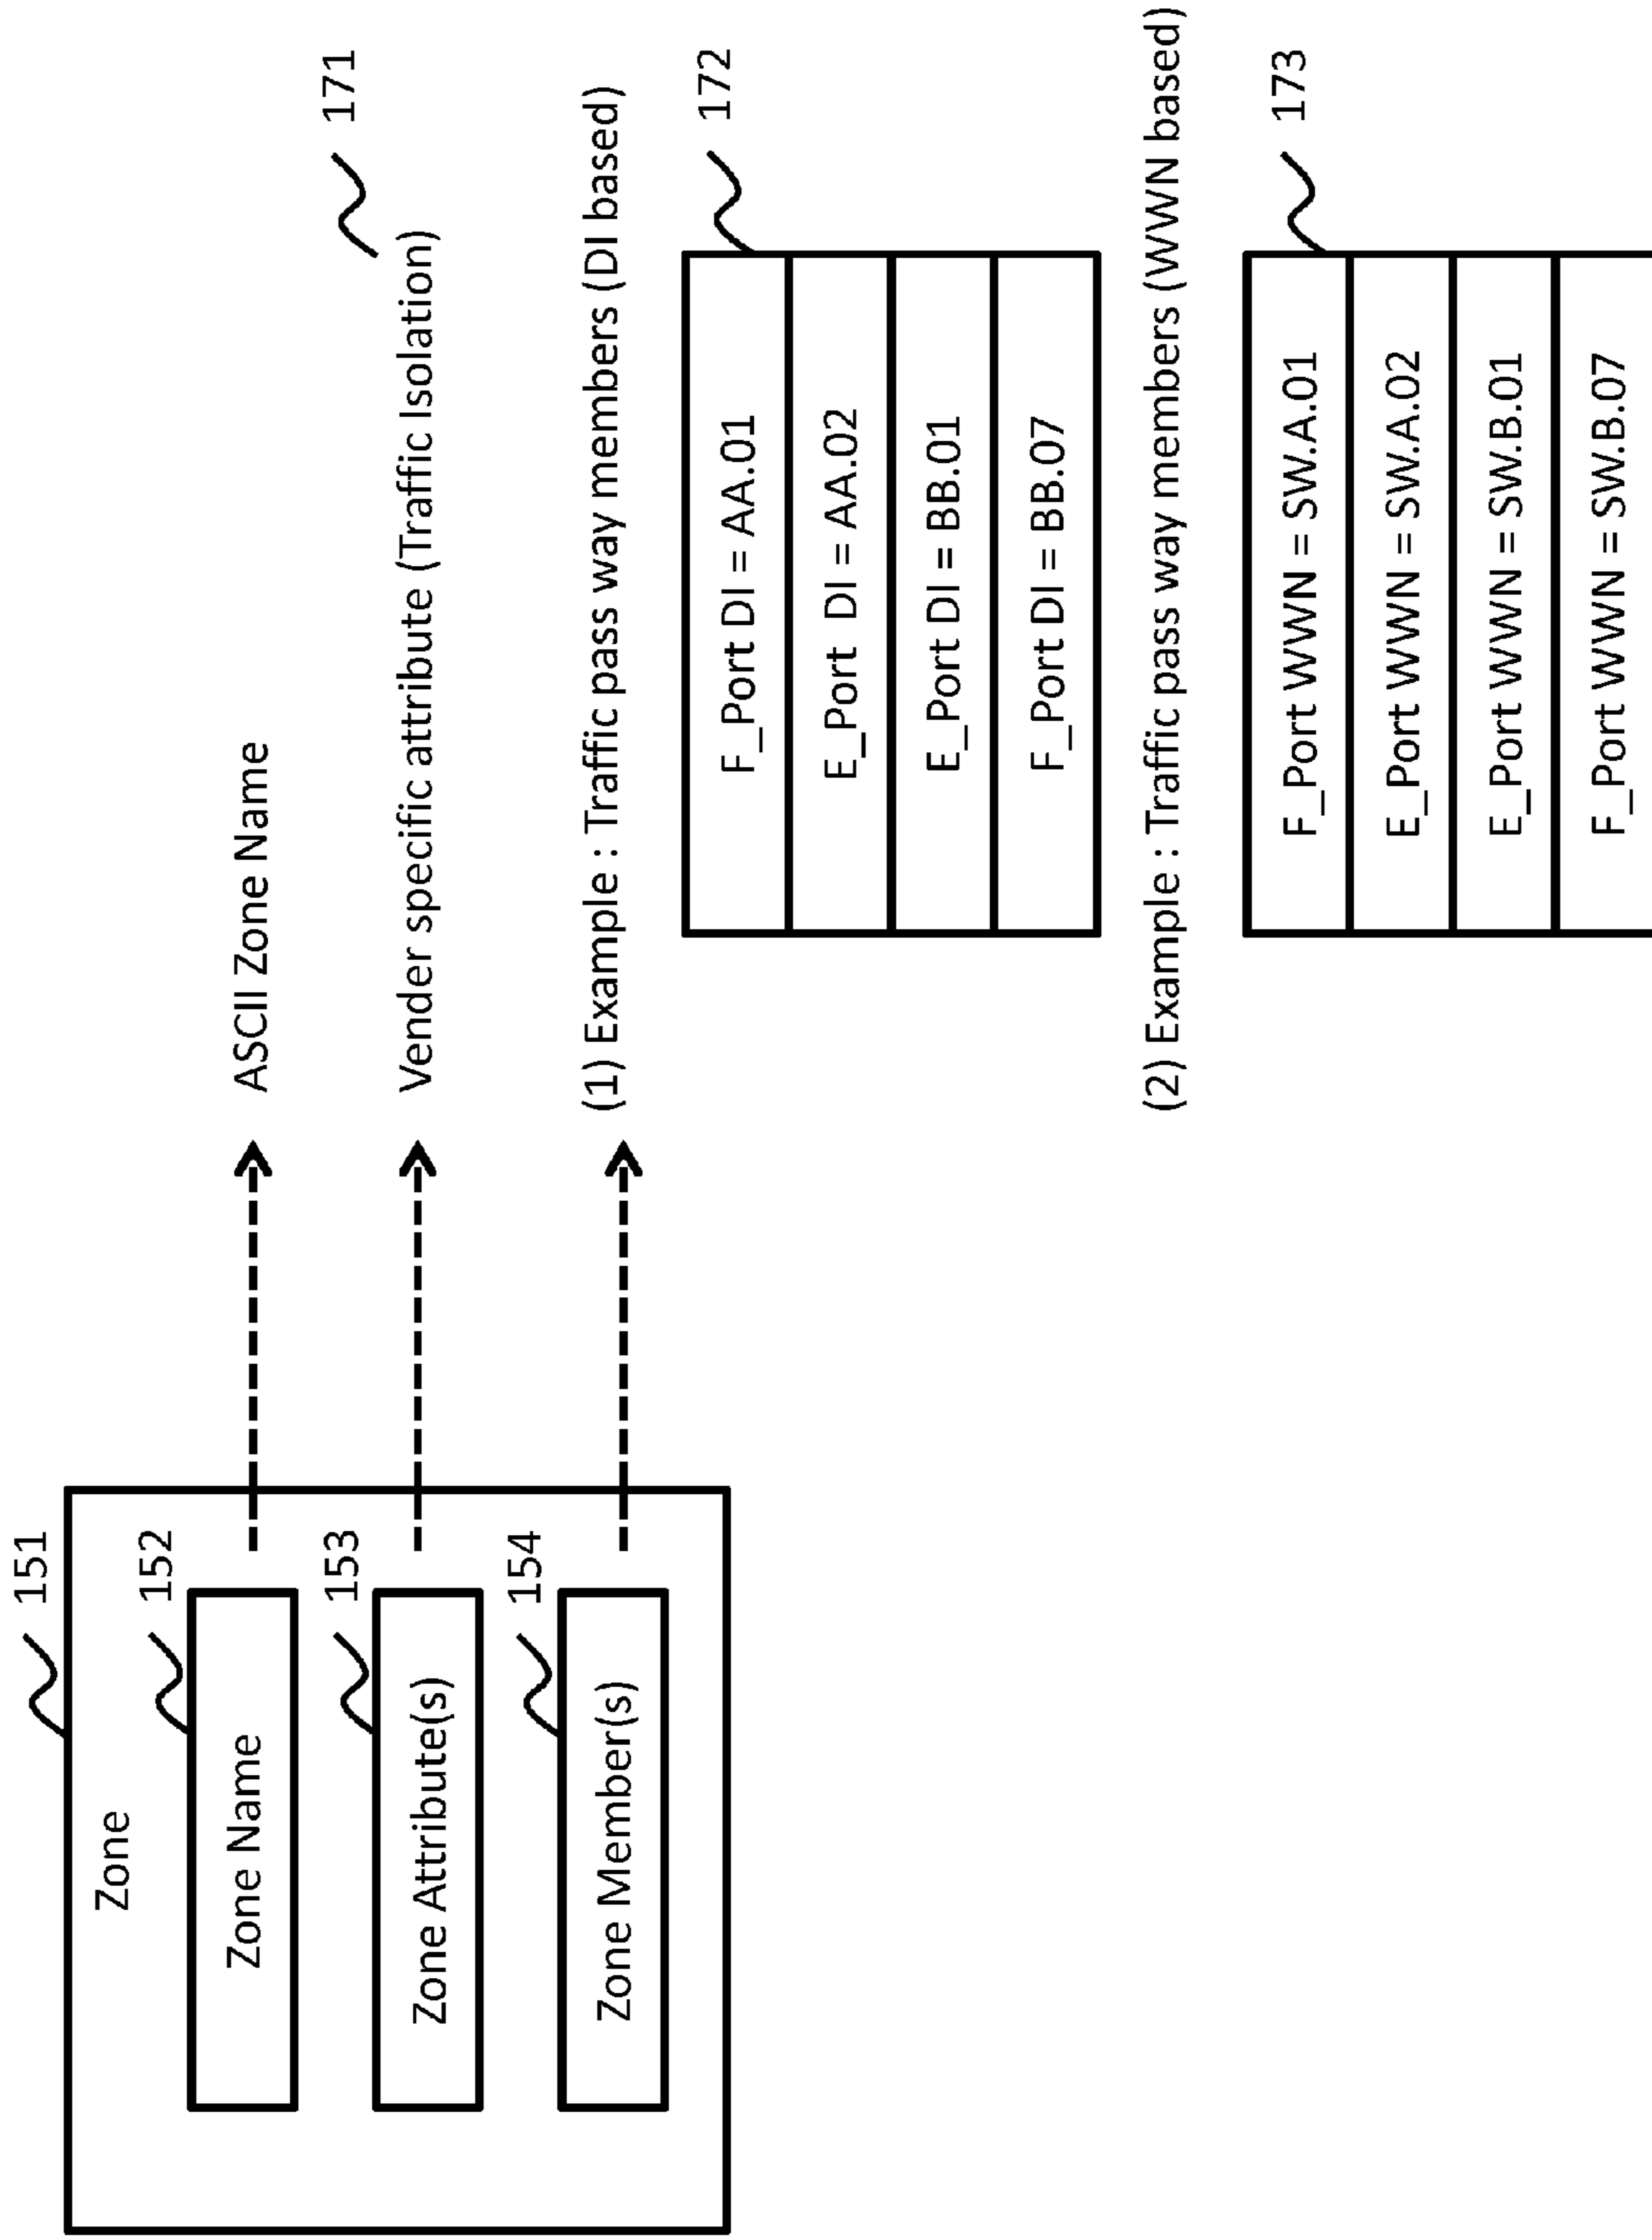 151
Zone
152
Zone Name
ASCII Zone Name
153
Zone Attribute(s)
Vender specific attribute (Traffic Isolation)
171
154
Zone Member(s)
(1) Example : Traffic pass way members (DI based)
172
F_Port DI = AA.01
E_Port DI = AA.02
E_Port DI = BB.01
F_Port DI = BB.07
(2) Example : Traffic pass way members (WWN based)
173
F_Port WWN = SW.A.01
E_Port WWN = SW.A.02
E_Port WWN = SW.B.01
F_Port WWN = SW.B.07